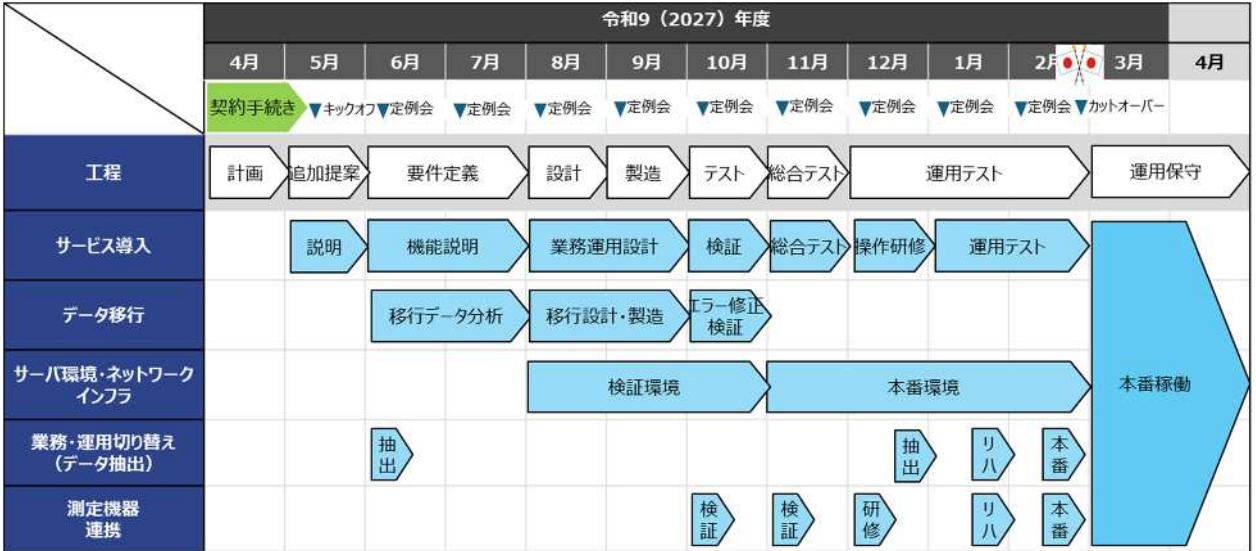 令和9（2027）年度
4月 5月 6月 7月 8月 9月 10月 11月 12月 1月 2月 3月 4月
契約手続き ▼キックオフ ▼定例会 ▼定例会 ▼定例会 ▼定例会 ▼定例会 ▼定例会 ▼定例会 ▼定例会 ▼定例会 ▼カットオーバー
工程 計画 追加提案 要件定義 設計 製造 テスト 総合テスト 運用テスト 運用保守
サービス導入 説明 機能説明 業務運用設計 検証 総合テスト 操作研修 運用テスト
データ移行 移行データ分析 移行設計・製造 エラー修正
検証
サーバ環境・ネットワーク
インフラ 検証環境 本番環境 本番稼働
業務・運用切り替え
（データ抽出） 抽出 抽出 リハ 本番
測定機器
連携 検証 検証 研修 リハ 本番